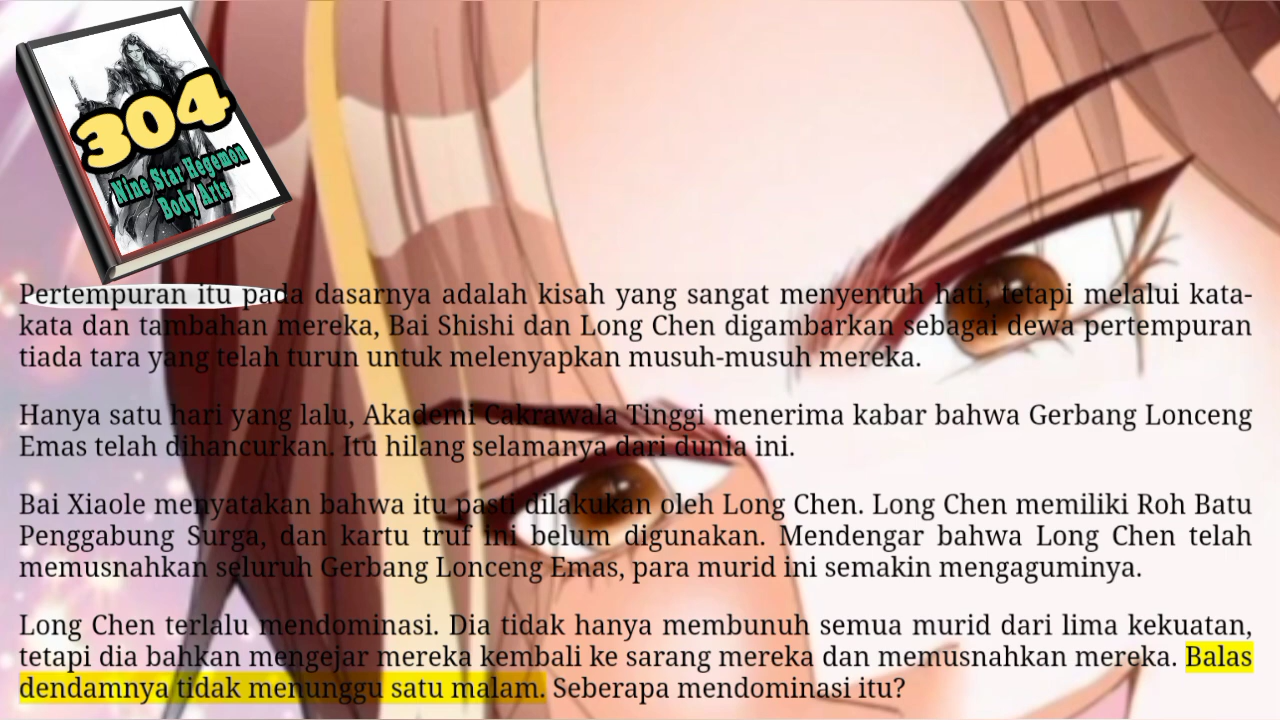 304
Nine Star Hegemon
Body Arts
Pertempuran itu pada dasarnya adalah kisah yang sangat menyentuh hati, tetapi melalui kata-
kata dan tambahan mereka, Bai Shishi dan Long Chen digambarkan sebagai dewa pertempuran
tiada tara yang telah turun untuk melenyapkan musuh-musuh mereka.
Hanya satu hari yang lalu, Akademi Cakrawala Tinggi menerima kabar bahwa Gerbang Lonceng
Emas telah dihancurkan. Itu hilang selamanya dari dunia ini.
Bai Xiaole menyatakan bahwa itu pasti dilakukan oleh Long Chen. Long Chen memiliki Roh Batu
Penggabung Surga, dan kartu truf ini belum digunakan. Mendengar bahwa Long Chen telah
memusnahkan seluruh Gerbang Lonceng Emas, para murid ini semakin mengaguminya.
Long Chen terlalu mendominasi. Dia tidak hanya membunuh semua murid dari lima kekuatan,
tetapi dia bahkan mengejar mereka kembali ke sarang mereka dan memusnahkan mereka. Balas
dendamnya tidak menunggu satu malam. Seberapa mendominasi itu?